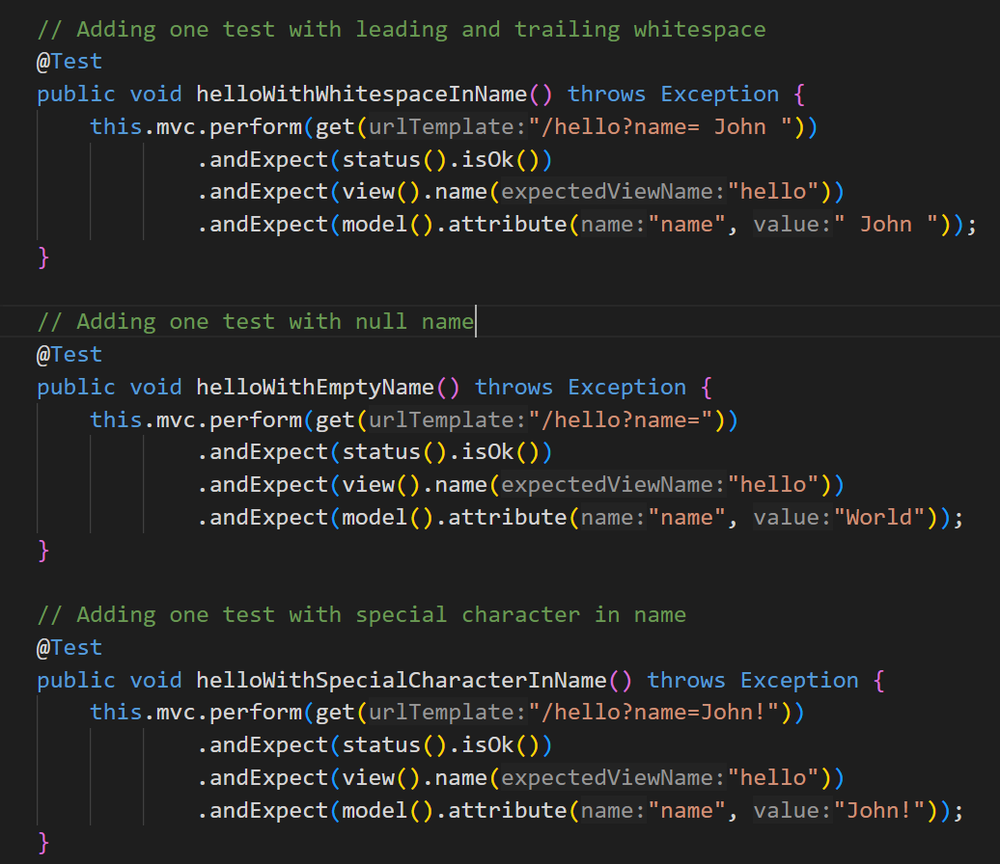 // Adding one test with leading and trailing whitespace
@Test
public void helloWithWhitespaceInName() throws Exception {
    this.mvc.perform(get(urlTemplate:"/hello?name= John "))
            .andExpect(status().isOk())
            .andExpect(view().name(expectedViewName:"hello"))
            .andExpect(model().attribute(name:"name", value:" John "));
}

// Adding one test with null name
@Test
public void helloWithEmptyName() throws Exception {
    this.mvc.perform(get(urlTemplate:"/hello?name="))
            .andExpect(status().isOk())
            .andExpect(view().name(expectedViewName:"hello"))
            .andExpect(model().attribute(name:"name", value:"World"));
}

// Adding one test with special character in name
@Test
public void helloWithSpecialCharacterInName() throws Exception {
    this.mvc.perform(get(urlTemplate:"/hello?name=John!"))
            .andExpect(status().isOk())
            .andExpect(view().name(expectedViewName:"hello"))
            .andExpect(model().attribute(name:"name", value:"John!"));
}